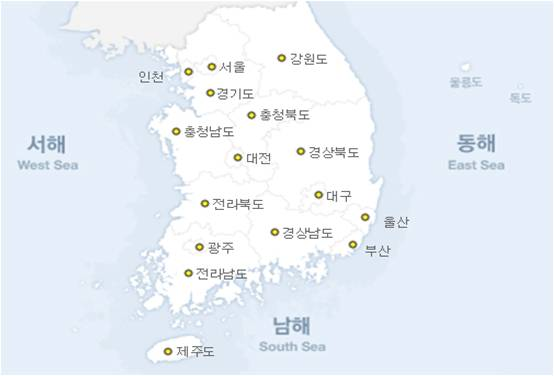 강원도
서울
인천
경기도
울릉도
독도
충청북도
충청남도
서해
West Sea
동해
East Sea
대전
경상북도
대구
전라북도
울산
경상남도
부산
광주
전라남도
남해
South Sea
제주도